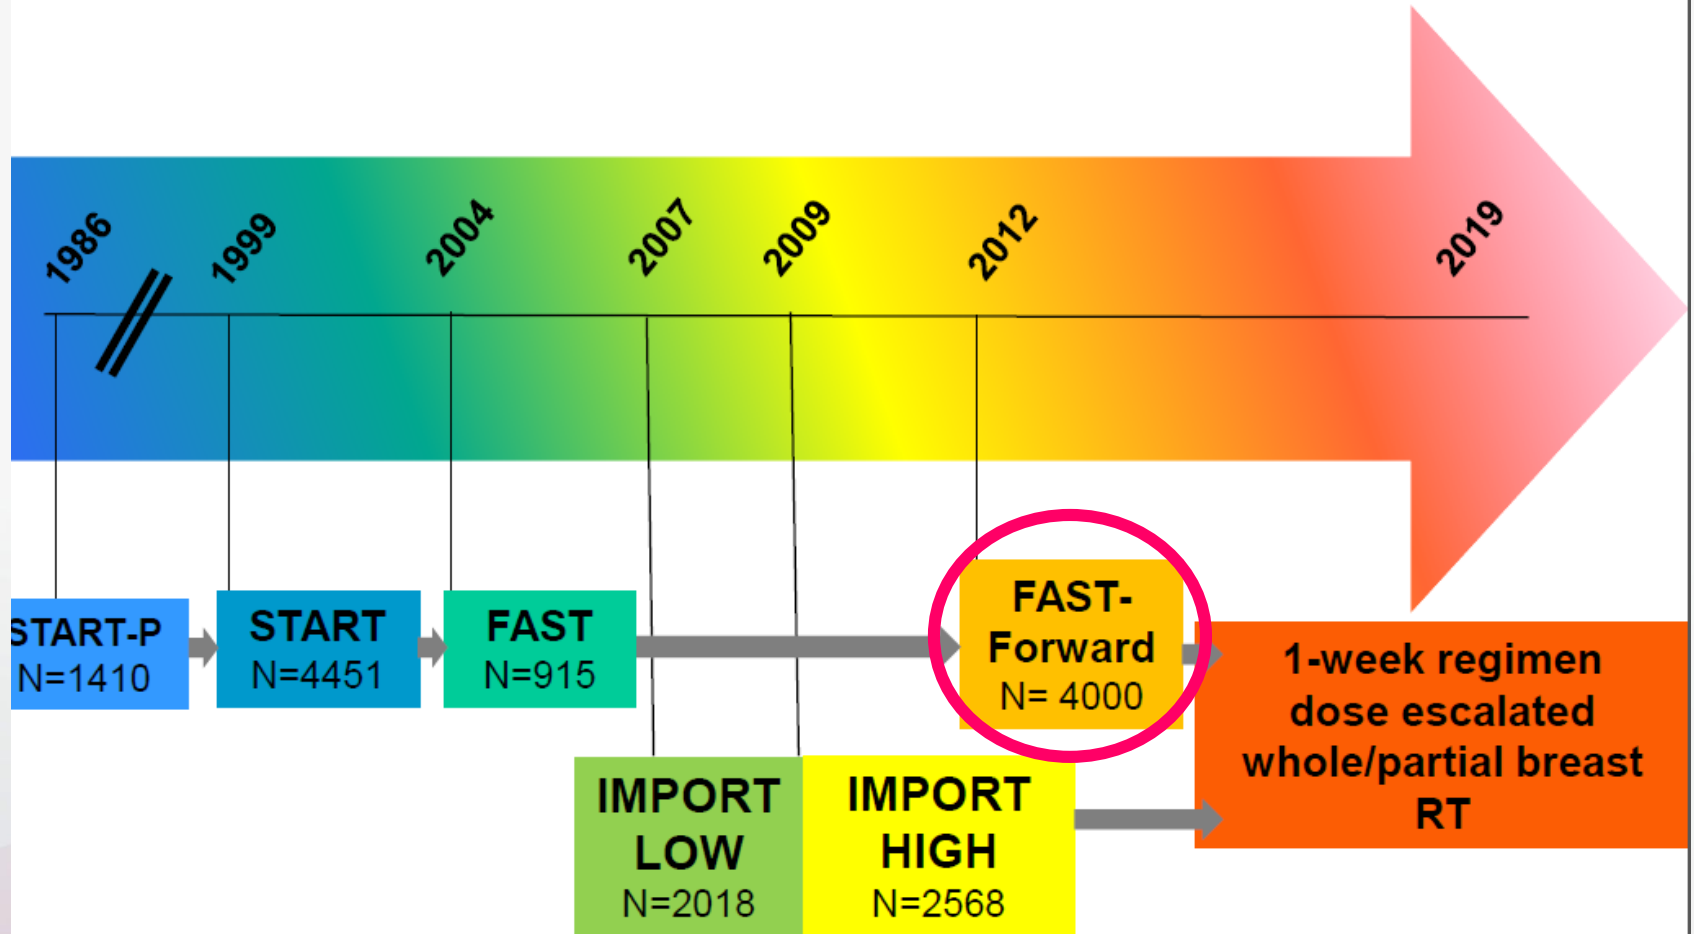 1986
1999
2004
2007
2009
2012
2019
START-P
N=1410
START
N=4451
FAST
N=915
FAST-
Forward
N= 4000
1-week regimen
dose escalated
whole/partial breast
RT
IMPORT
LOW
N=2018
IMPORT
HIGH
N=2568